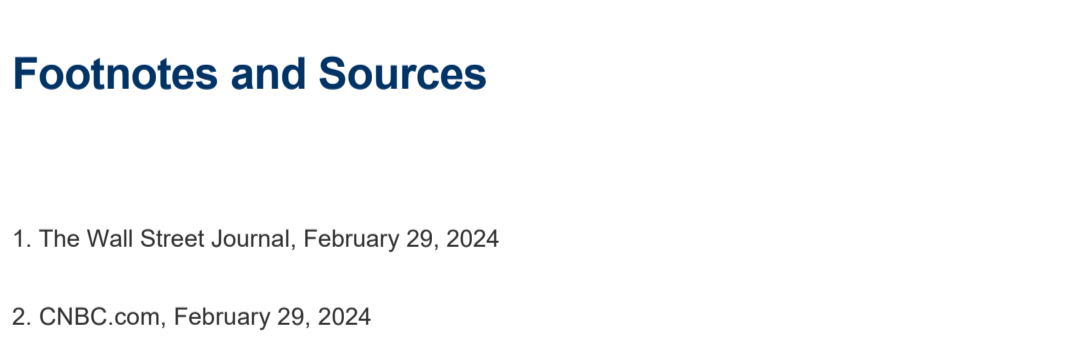 Footnotes and Sources
1. The Wall Street Journal, February 29, 2024
2. CNBC.com, February 29, 2024